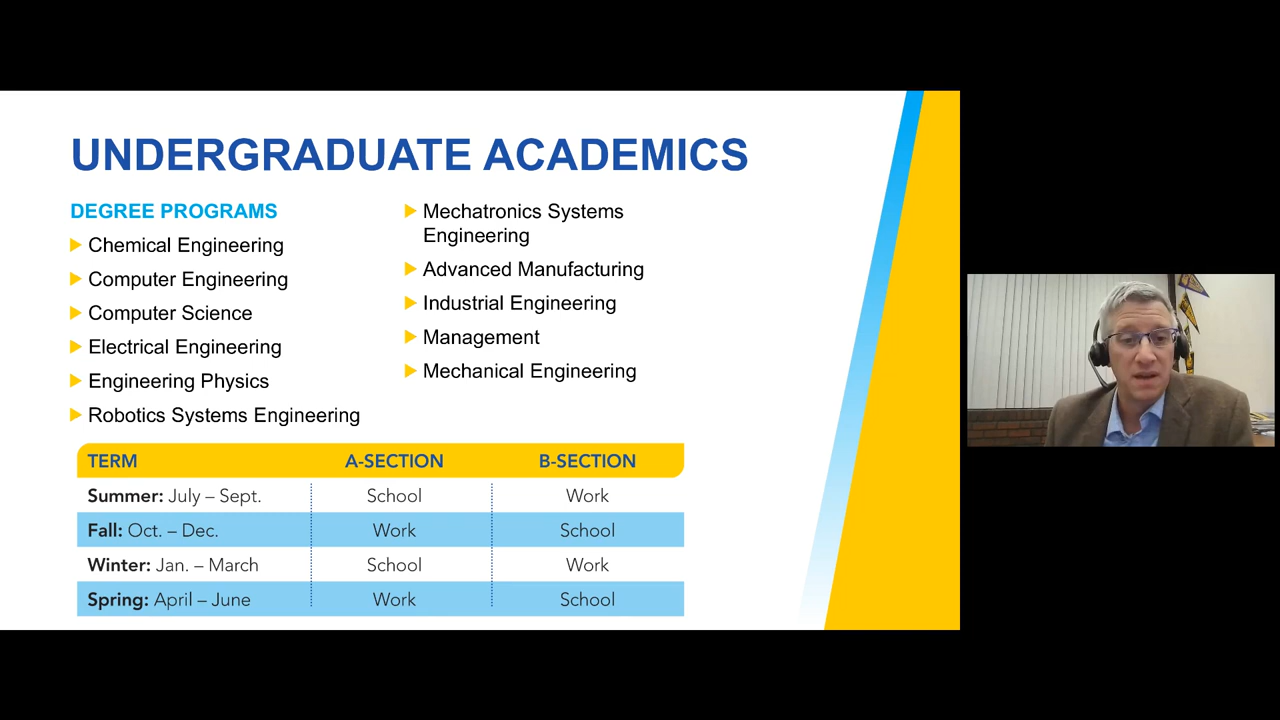 UNDERGRADUATE ACADEMICS
DEGREE PROGRAMS
Chemical Engineering
Computer Engineering
Computer Science
Electrical Engineering
Engineering Physics
Robotics Systems Engineering
Mechatronics Systems
Engineering
Advanced Manufacturing
Industrial Engineering
Management
Mechanical Engineering
TERM A-SECTION B-SECTION
Summer: July – Sept. School Work
Fall: Oct. – Dec. Work School
Winter: Jan. – March School Work
Spring: April – June Work School